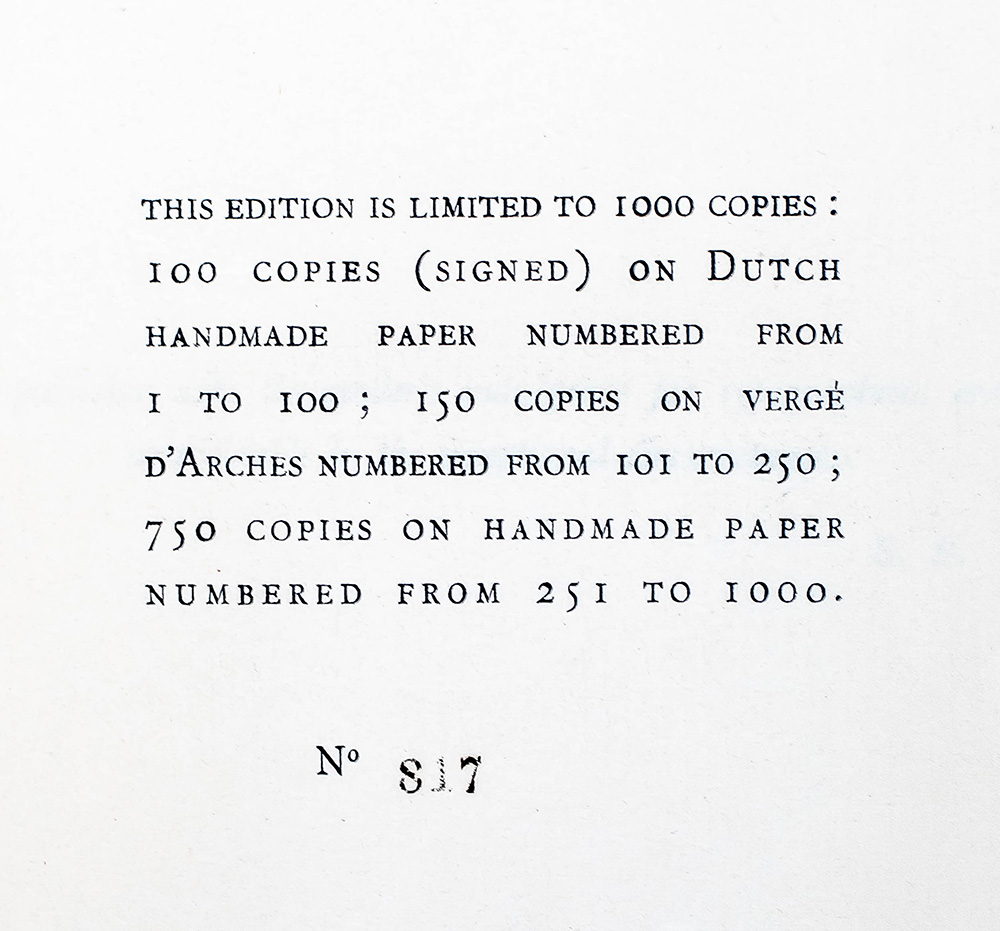 THIS EDITION IS LIMITED TO 1000 COPIES :
100 COPIES (SIGNED) ON DUTCH
HANDMADE PAPER NUMBERED FROM
1 TO 100 ; 150 COPIES ON VERGÉ
D'ARCHES NUMBERED FROM 101 TO 250 ;
750 COPIES ON HANDMADE PAPER
NUMBERED FROM 251 TO 1000.
Nº 817